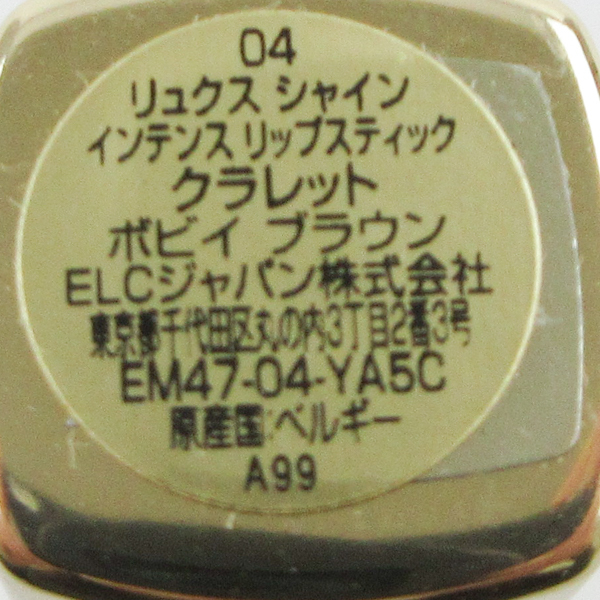 04
リュクス シャイン
インテンス リップスティック
クラレット
ボビイ ブラウン
ELCジャパン株式会社
東京都千代田区丸の内3丁目2番3号
EM47-04-YA5C
原産国:ベルギー
A99